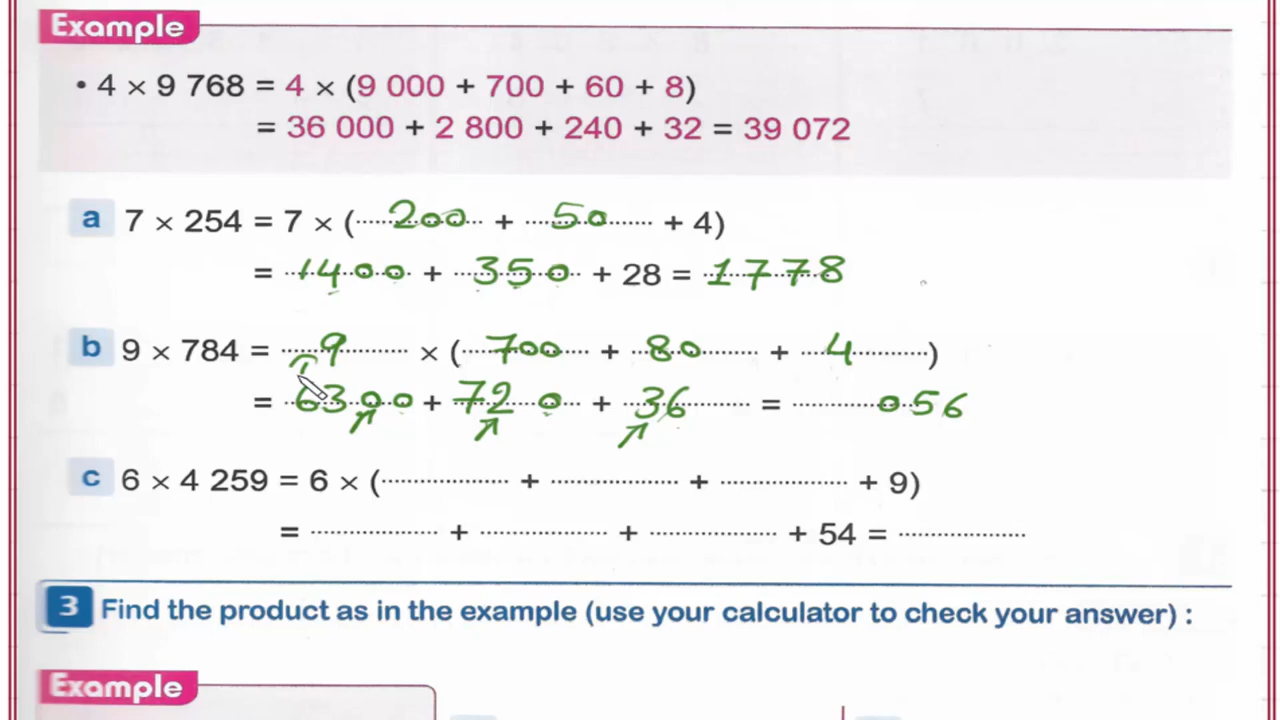 Example
• 4 × 9 768 = 4 × (9 000 + 700 + 60 + 8)
= 36 000 + 2 800 + 240 + 32 = 39 072
a 7 × 254 = 7 × ( 200 + 50 + 4)
= 1400 + 350 + 28 = 1778
b 9 × 784 = 9 × ( 700 + 80 + 4 )
= 6300 + 720 + 36 = 056
c 6 × 4 259 = 6 × (.................. + .................. + .................. + 9)
= .................. + .................. + .................. + 54 = ..................
3 Find the product as in the example (use your calculator to check your answer) :
Example